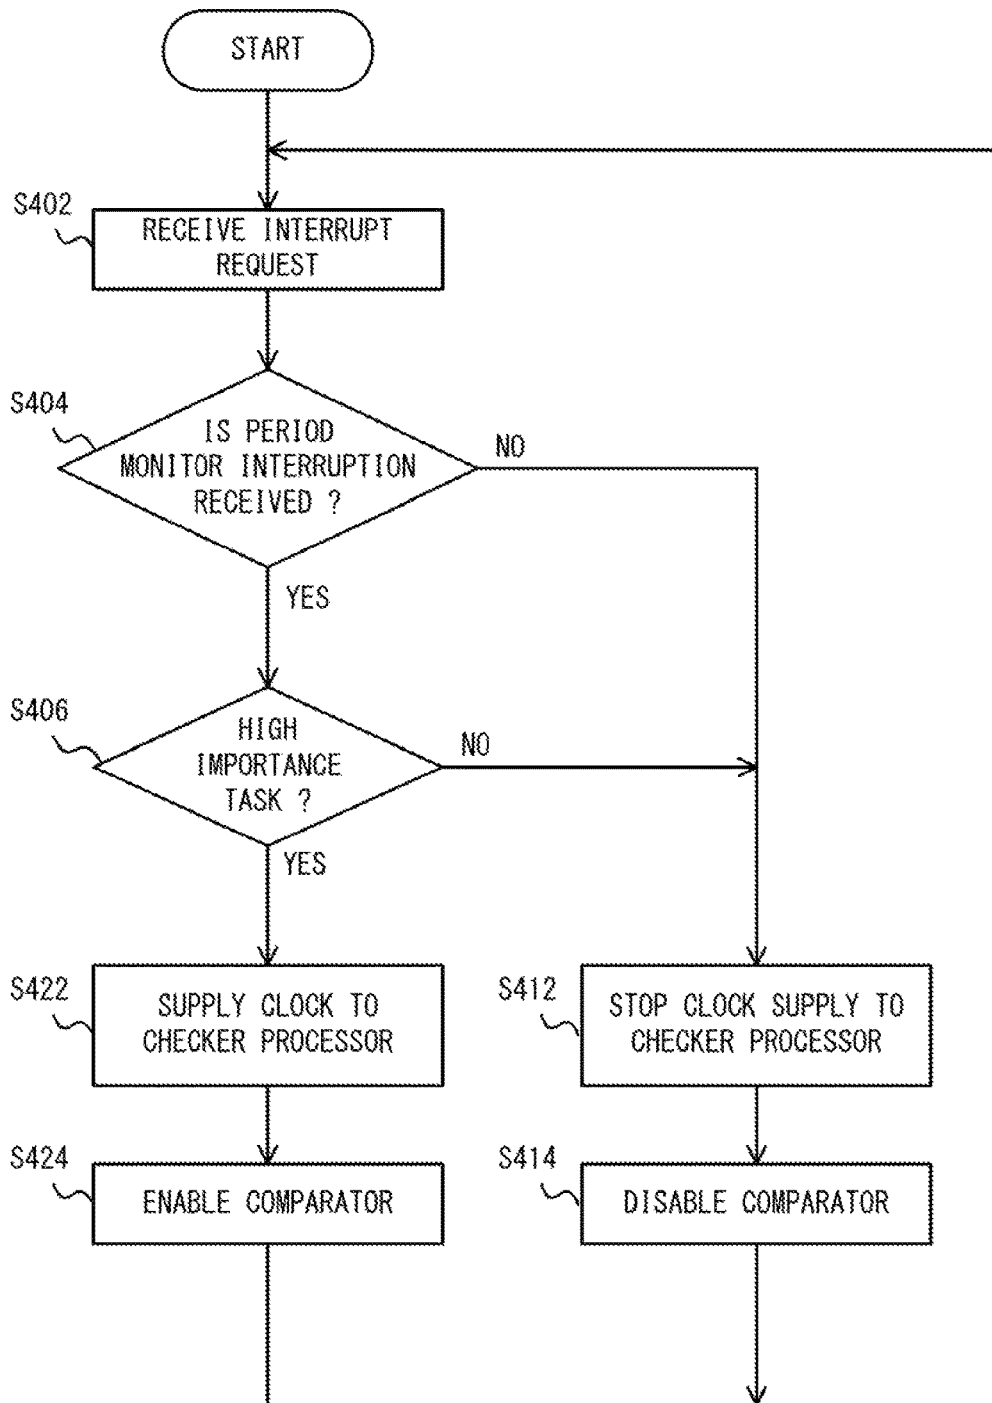 START
S402
RECEIVE INTERRUPT
REQUEST
S404
IS PERIOD
MONITOR INTERRUPTION
RECEIVED ?
NO
YES
S406
HIGH
IMPORTANCE
TASK ?
NO
YES
S422
SUPPLY CLOCK TO
CHECKER PROCESSOR
S412
STOP CLOCK SUPPLY TO
CHECKER PROCESSOR
S424
ENABLE COMPARATOR
S414
DISABLE COMPARATOR